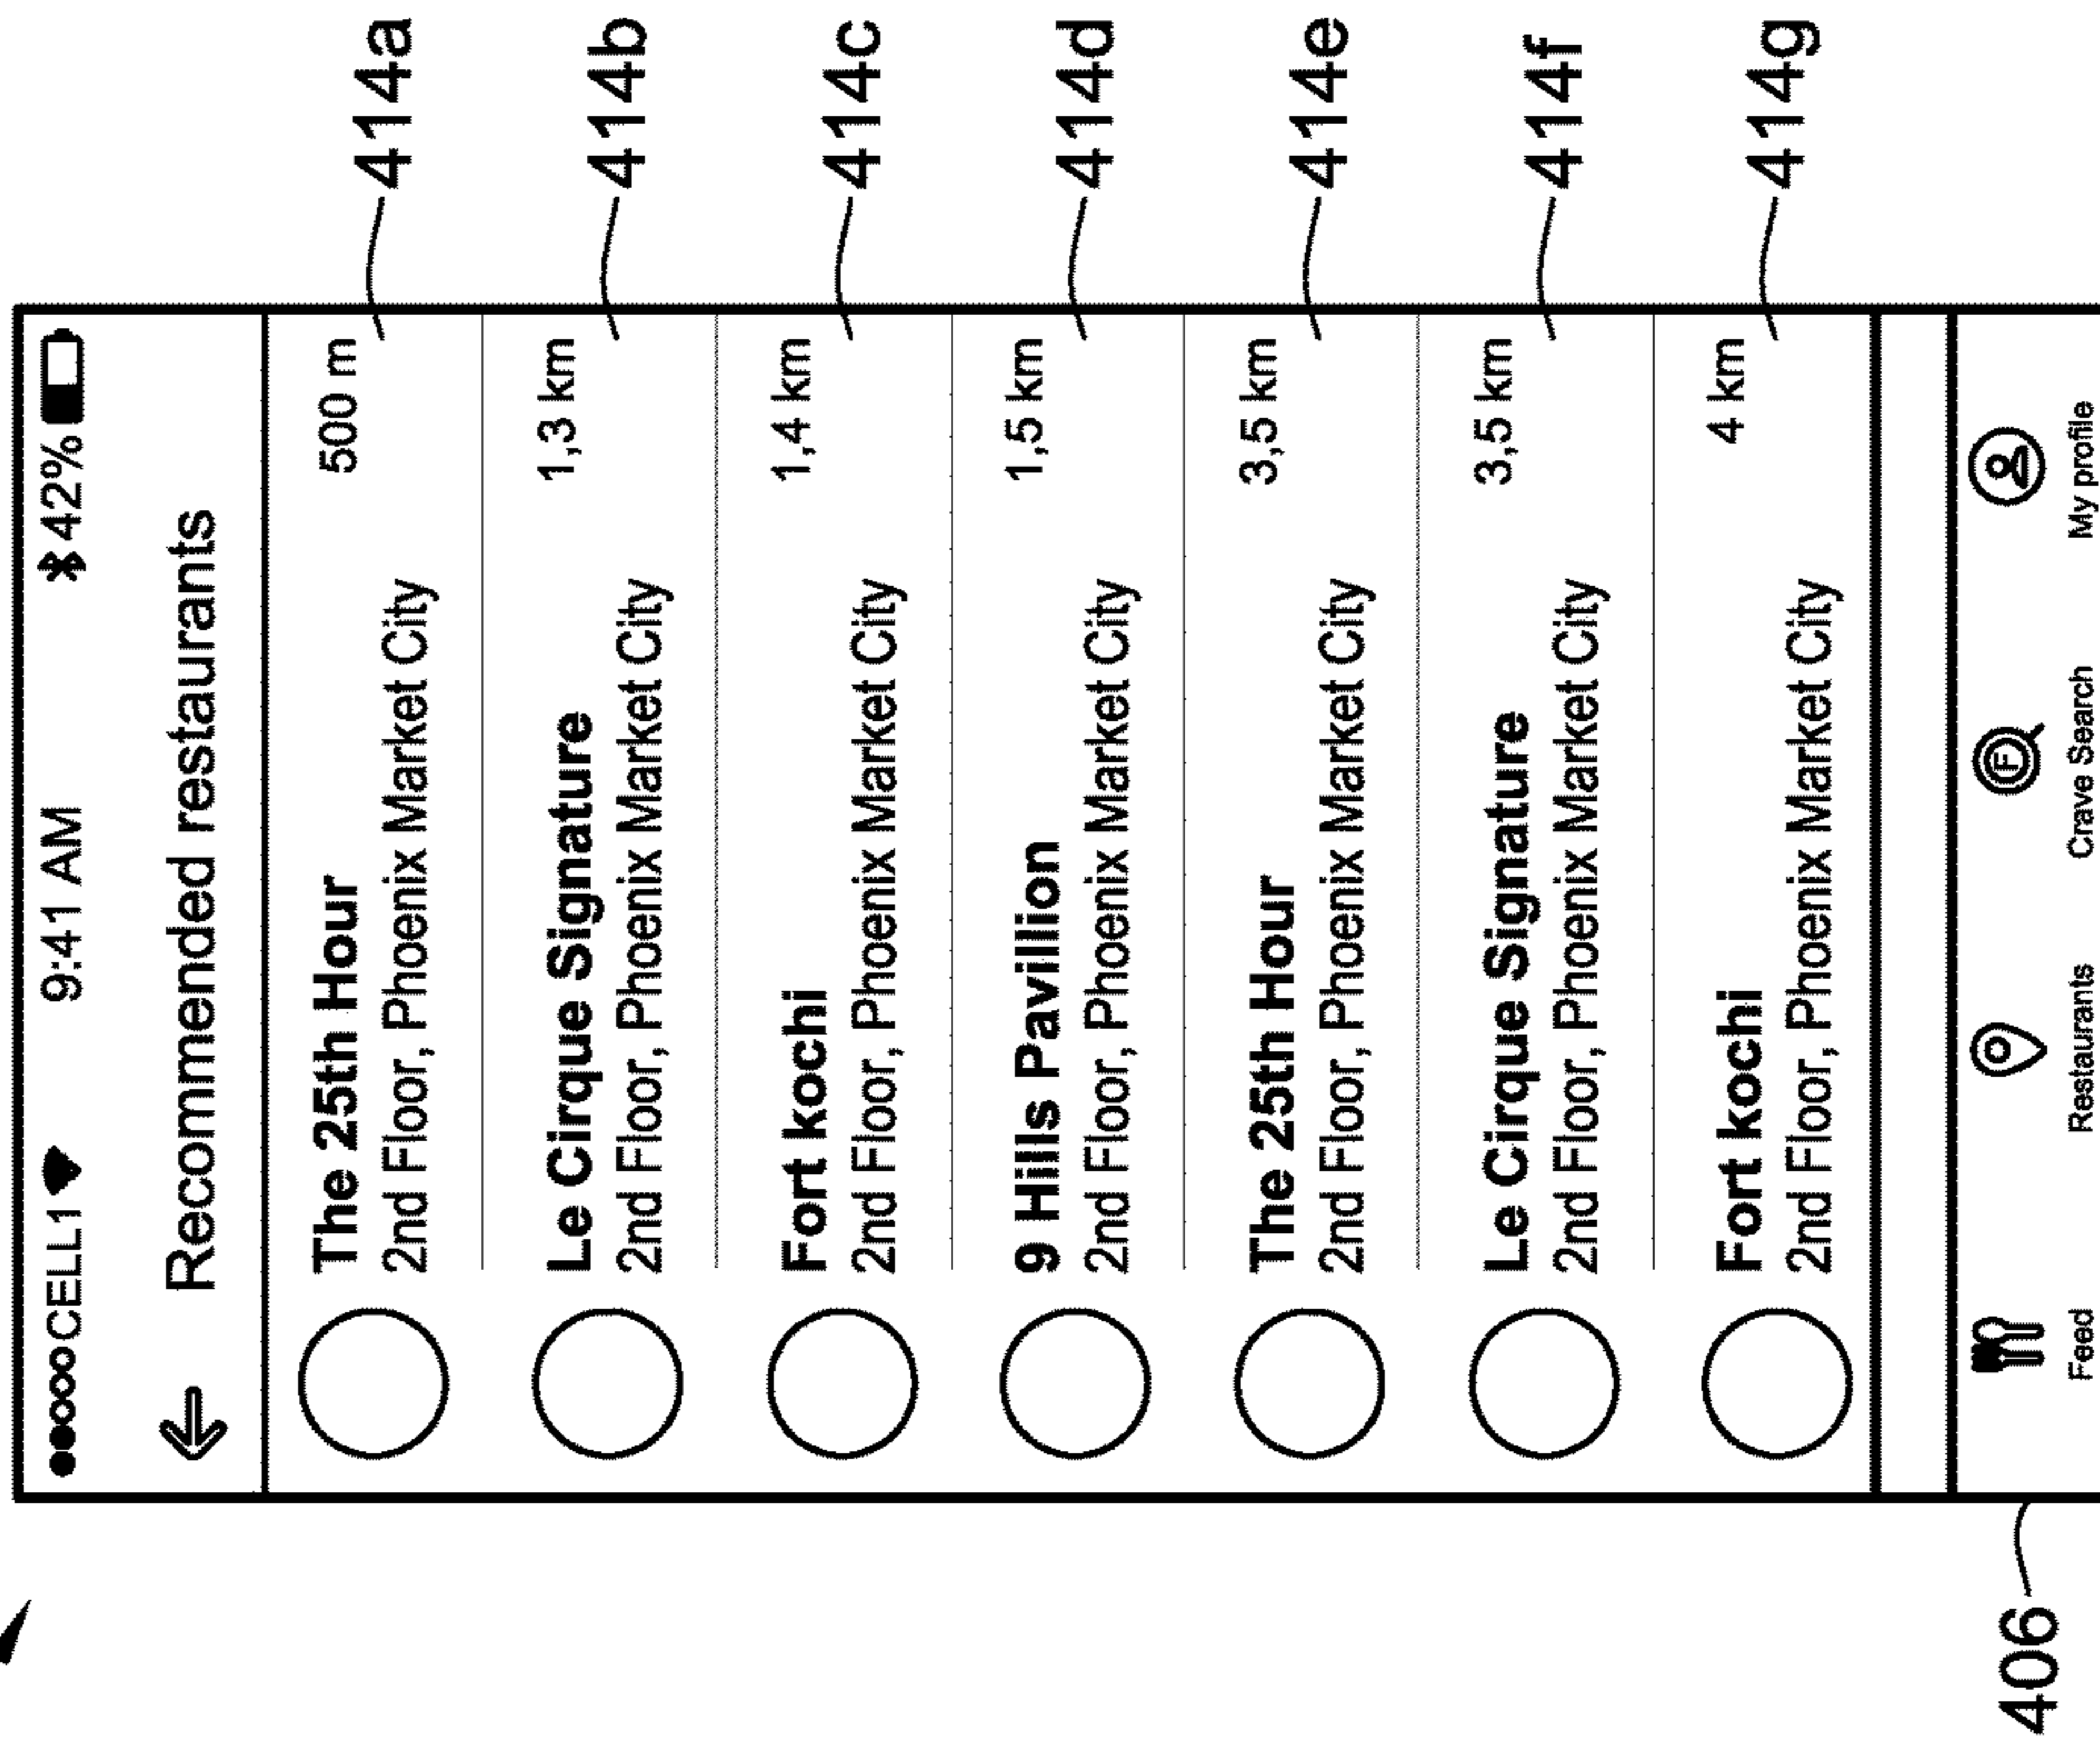 CELL1 9:41 AM 42%
Recommended restaurants
The 25th Hour 500 m
2nd Floor, Phoenix Market City
414a
Le Cirque Signature 1,3 km
2nd Floor, Phoenix Market City
414b
Fort kochi 1,4 km
2nd Floor, Phoenix Market City
414c
9 Hills Pavillion 1,5 km
2nd Floor, Phoenix Market City
414d
The 25th Hour 3,5 km
2nd Floor, Phoenix Market City
414e
Le Cirque Signature 3,5 km
2nd Floor, Phoenix Market City
414f
Fort kochi 4 km
2nd Floor, Phoenix Market City
414g
F
Feed Restaurants Crave Search My profile
406